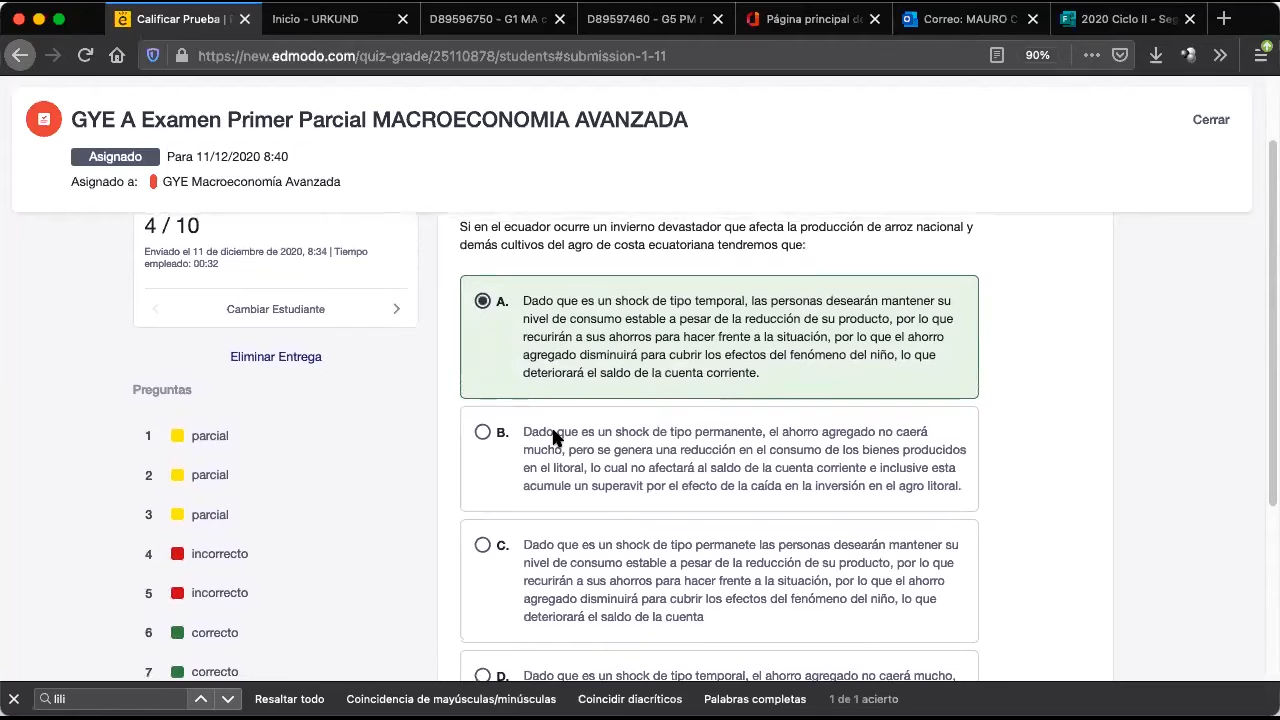 Calificar Prueba |
Inicio - URKUND
D89596750 - G1 MA
D89597460 - G5 PM
Página principal
Correo: MAURO C
2020 Ciclo II - Se
https://new.edmodo.com/quiz-grade/25110878/students#submission-1-11
90%
GYE A Examen Primer Parcial MACROECONOMIA AVANZADA
Cerrar
Asignado Para 11/12/2020 8:40
Asignado a: GYE Macroeconomía Avanzada
4 / 10
Enviado el 11 de diciembre de 2020, 8:34 | Tiempo
empleado: 00:32
Cambiar Estudiante
Eliminar Entrega
Preguntas
1 parcial
2 parcial
3 parcial
4 incorrecto
5 incorrecto
6 correcto
7 correcto
Si en el ecuador ocurre un invierno devastador que afecta la producción de arroz nacional y
demás cultivos del agro de costa ecuatoriana tendremos que:
A. Dado que es un shock de tipo temporal, las personas desearán mantener su
nivel de consumo estable a pesar de la reducción de su producto, por lo que
recurirán a sus ahorros para hacer frente a la situación, por lo que el ahorro
agregado disminuirá para cubrir los efectos del fenómeno del niño, lo que
deteriorará el saldo de la cuenta corriente.
B. Dado que es un shock de tipo permanente, el ahorro agregado no caerá
mucho, pero se genera una reducción en el consumo de los bienes producidos
en el litoral, lo cual no afectará al saldo de la cuenta corriente e inclusive esta
acumule un superavit por el efecto de la caída en la inversión en el agro litoral.
C. Dado que es un shock de tipo permanete las personas desearán mantener su
nivel de consumo estable a pesar de la reducción de su producto, por lo que
recurirán a sus ahorros para hacer frente a la situación, por lo que el ahorro
agregado disminuirá para cubrir los efectos del fenómeno del niño, lo que
deteriorará el saldo de la cuenta
D. Dado que es un shock de tipo temporal, el ahorro agregado no caerá mucho,
lili
Resaltar todo
Coincidencia de mayúsculas/minúsculas
Coincidir diacríticos
Palabras completas
1 de 1 acierto